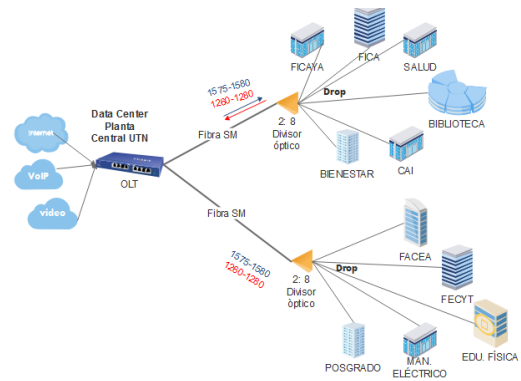 FICAYA
FICA
SALUD
1575-1580
1260-1280
Drop
Data Center
Planta
Central UTN
Internet
VoIP
video
OLT
Fibra SM
2: 8
Divisor
óptico
BIBLIOTECA
BIENESTAR
CAI
Fibra SM
1575-1580
1260-1280
2: 8
Divisor
òptico
Drop
FACEA
FECYT
EDU. FÍSICA
POSGRADO
MAN.
ELÉCTRICO